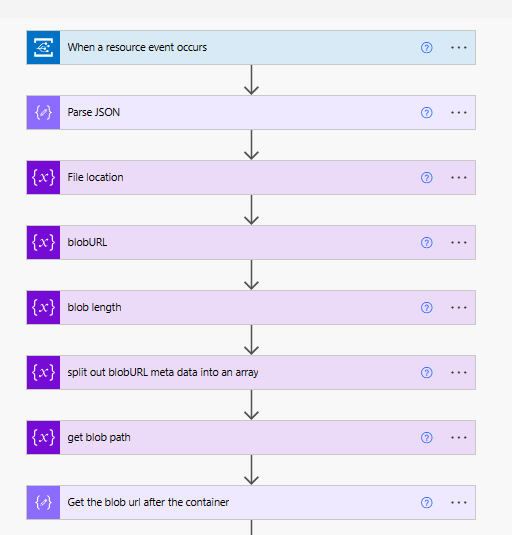 When a resource event occurs
Parse JSON
{x} File location
{x} blobURL
{x} blob length
{x} split out blobURL meta data into an array
{x} get blob path
Get the blob url after the container